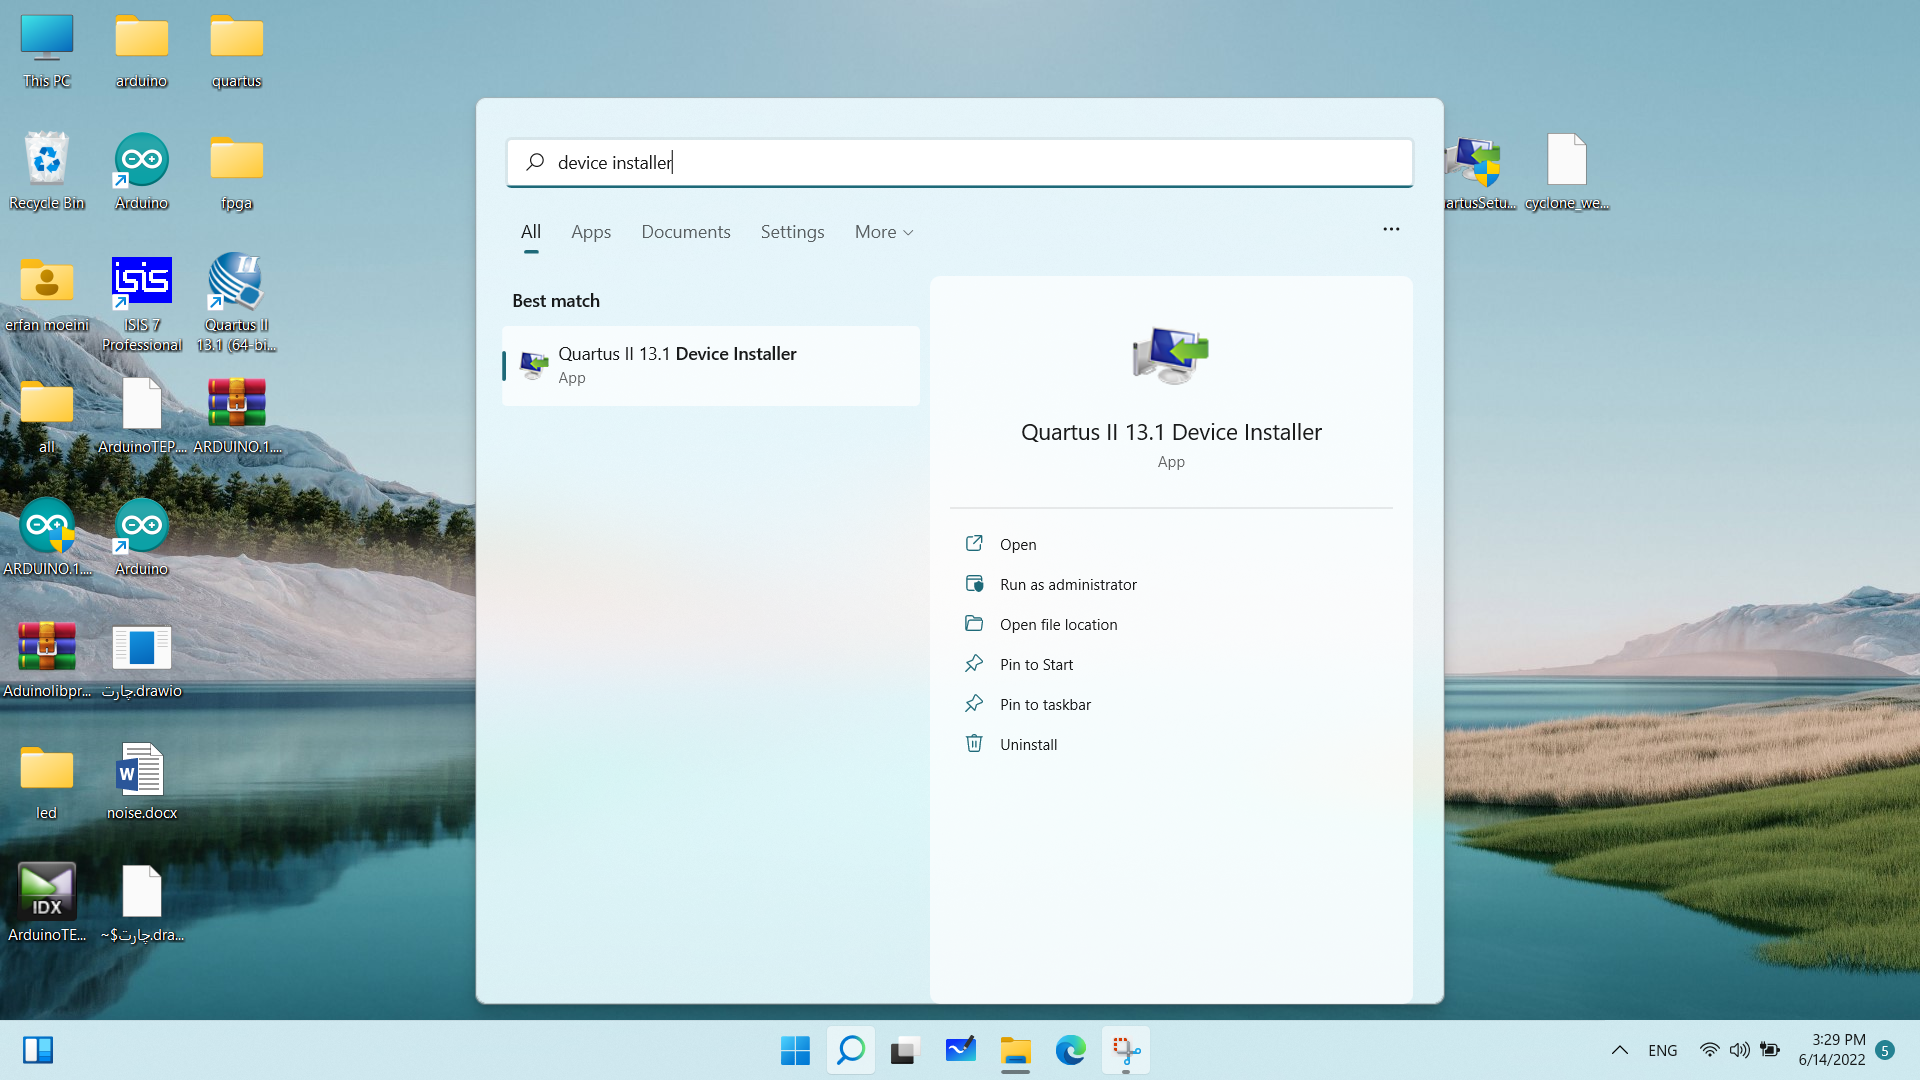 This PC
arduino
quartus
Recycle Bin
Arduino
fpga
erfan moeini
isis
ISIS 7
Professional
II
Quartus II
13.1 (64-bi...
all
ArduinoTEP....
ARDUINO.1....
ARDUINO.1....
Arduino
Aduinolibpr...
چارت.drawio
led
W
noise.docx
IDX
ArduinoTE...
~$چارت.dra...
device installer
All
Apps
Documents
Settings
More
Best match
Quartus II 13.1 Device Installer
App
Quartus II 13.1 Device Installer
App
Open
Run as administrator
Open file location
Pin to Start
Pin to taskbar
Uninstall
artusSetu...
cyclone_we...
ENG
3:29 PM
6/14/2022
5